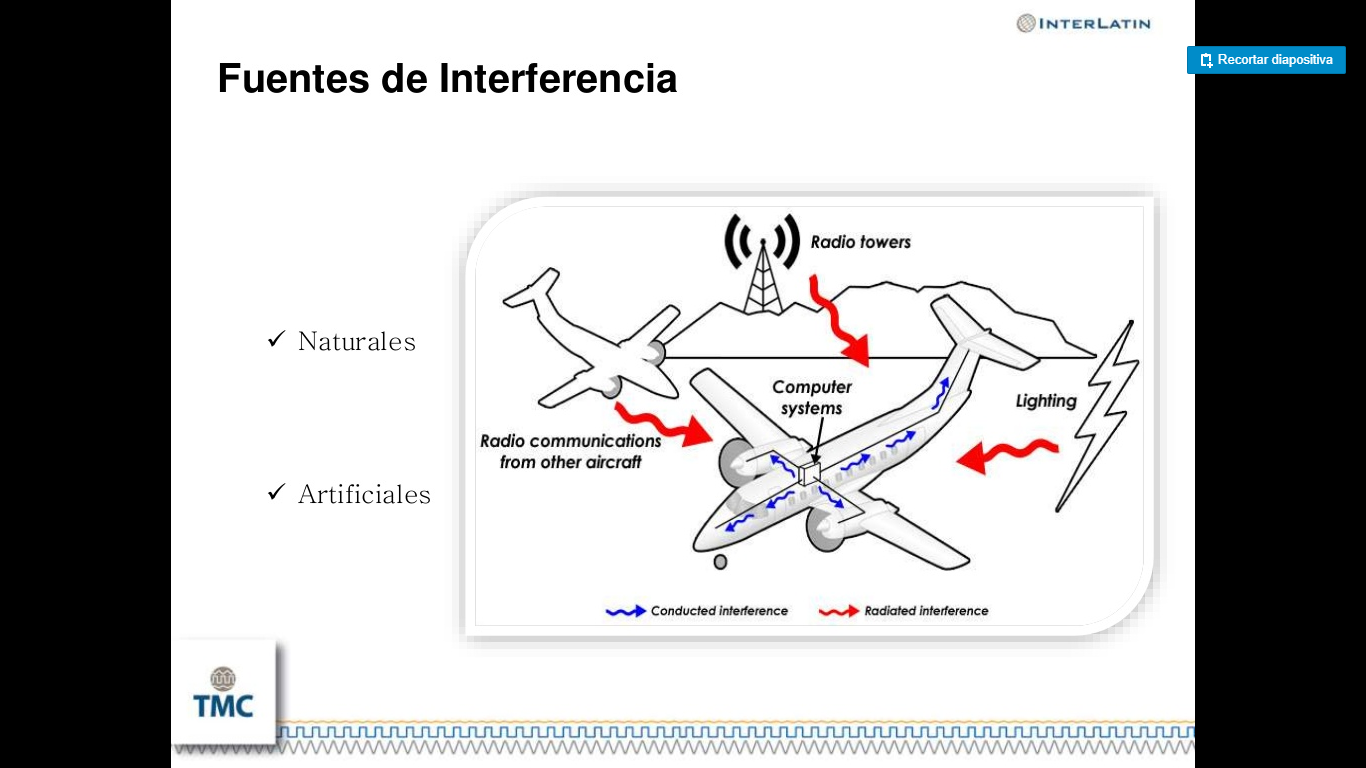 INTERLATIN
Recortar diapositiva
Fuentes de Interferencia
✓ Naturales
✓ Artificiales
Radio towers
Computer
systems
Lighting
Radio communications
from other aircraft
Conducted interference
Radiated interference
TMC